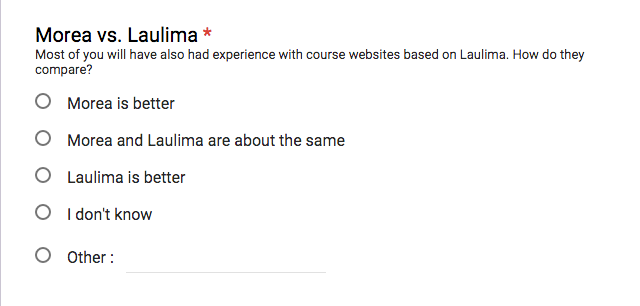 Morea vs. Laulima *
Most of you will have also had experience with course websites based on Laulima. How do they
compare?
Morea is better
Morea and Laulima are about the same
Laulima is better
I don't know
Other :